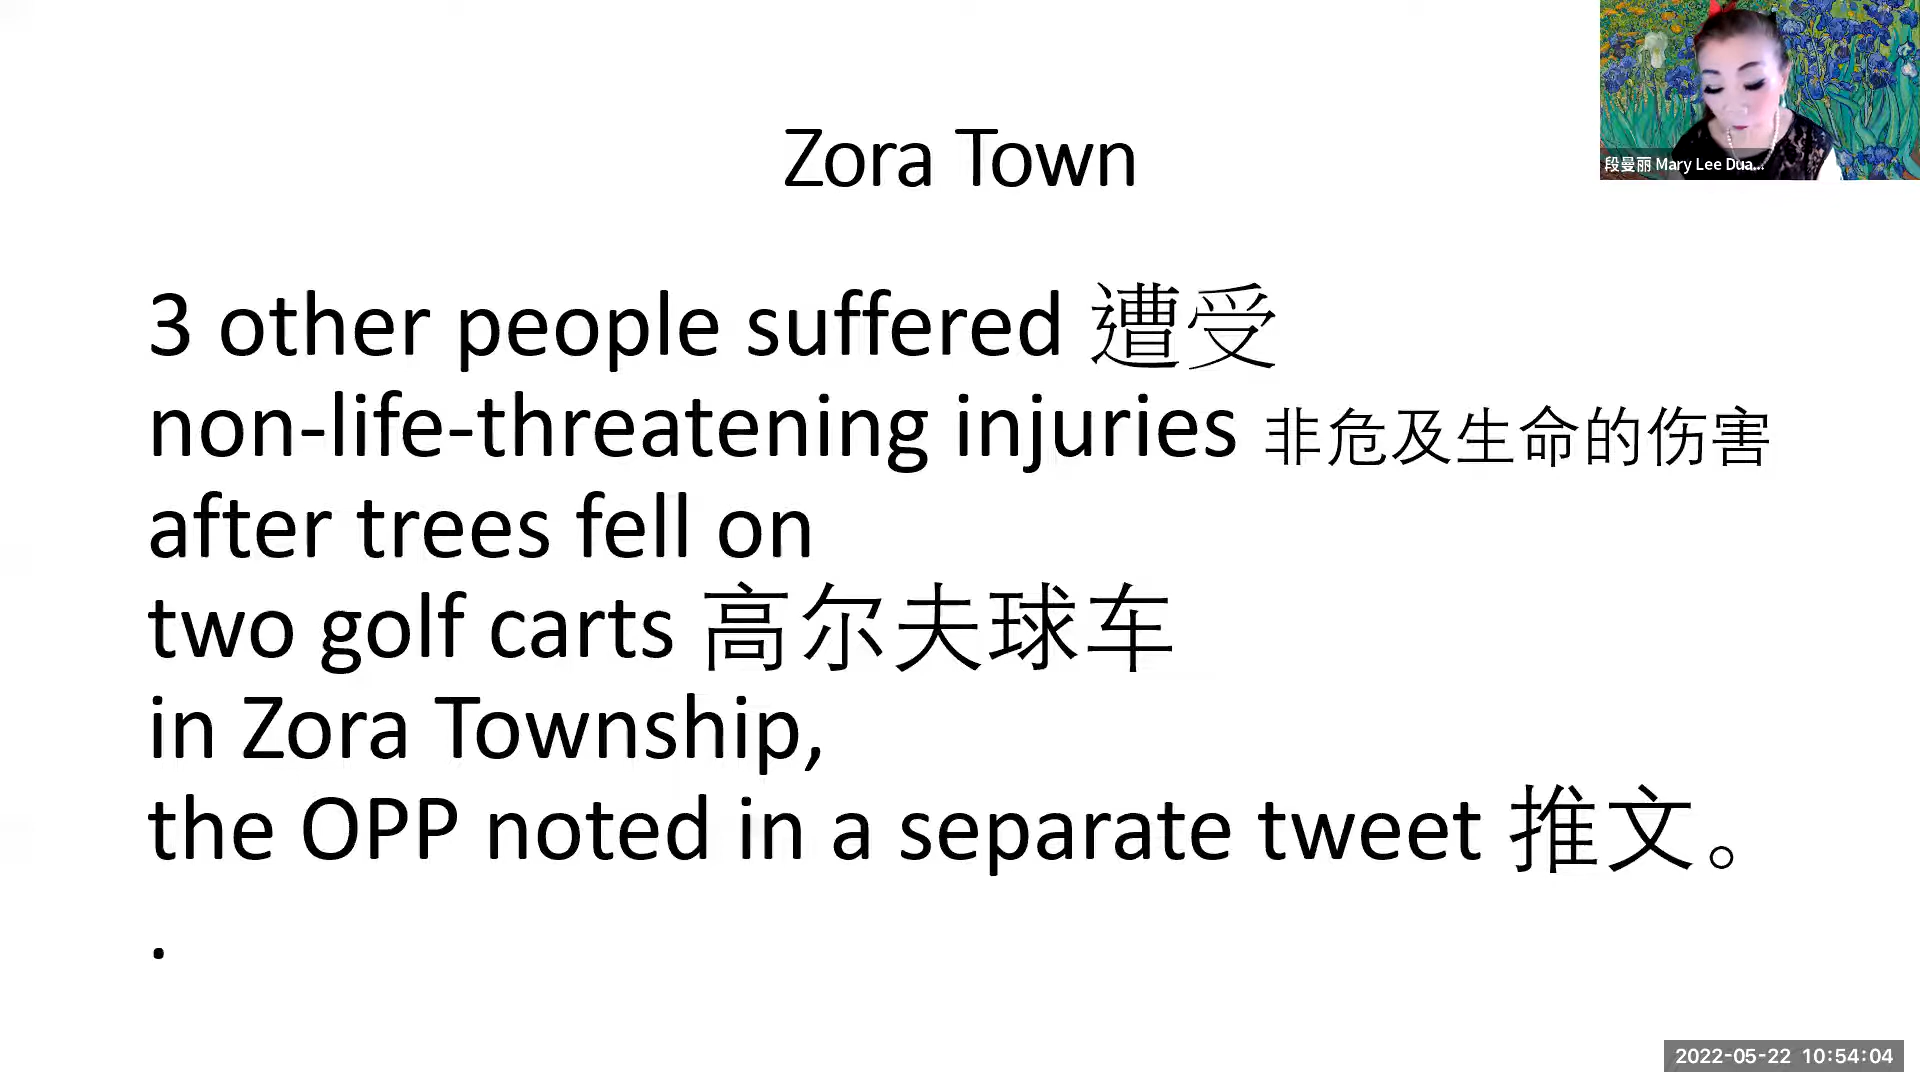 段曼丽 Mary Lee Dua...
Zora Town
3 other people suffered 遭受
non-life-threatening injuries 非危及生命的伤害
after trees fell on
two golf carts 高尔夫球车
in Zora Township,
the OPP noted in a separate tweet 推文。
.
2022-05-22 10:54:04